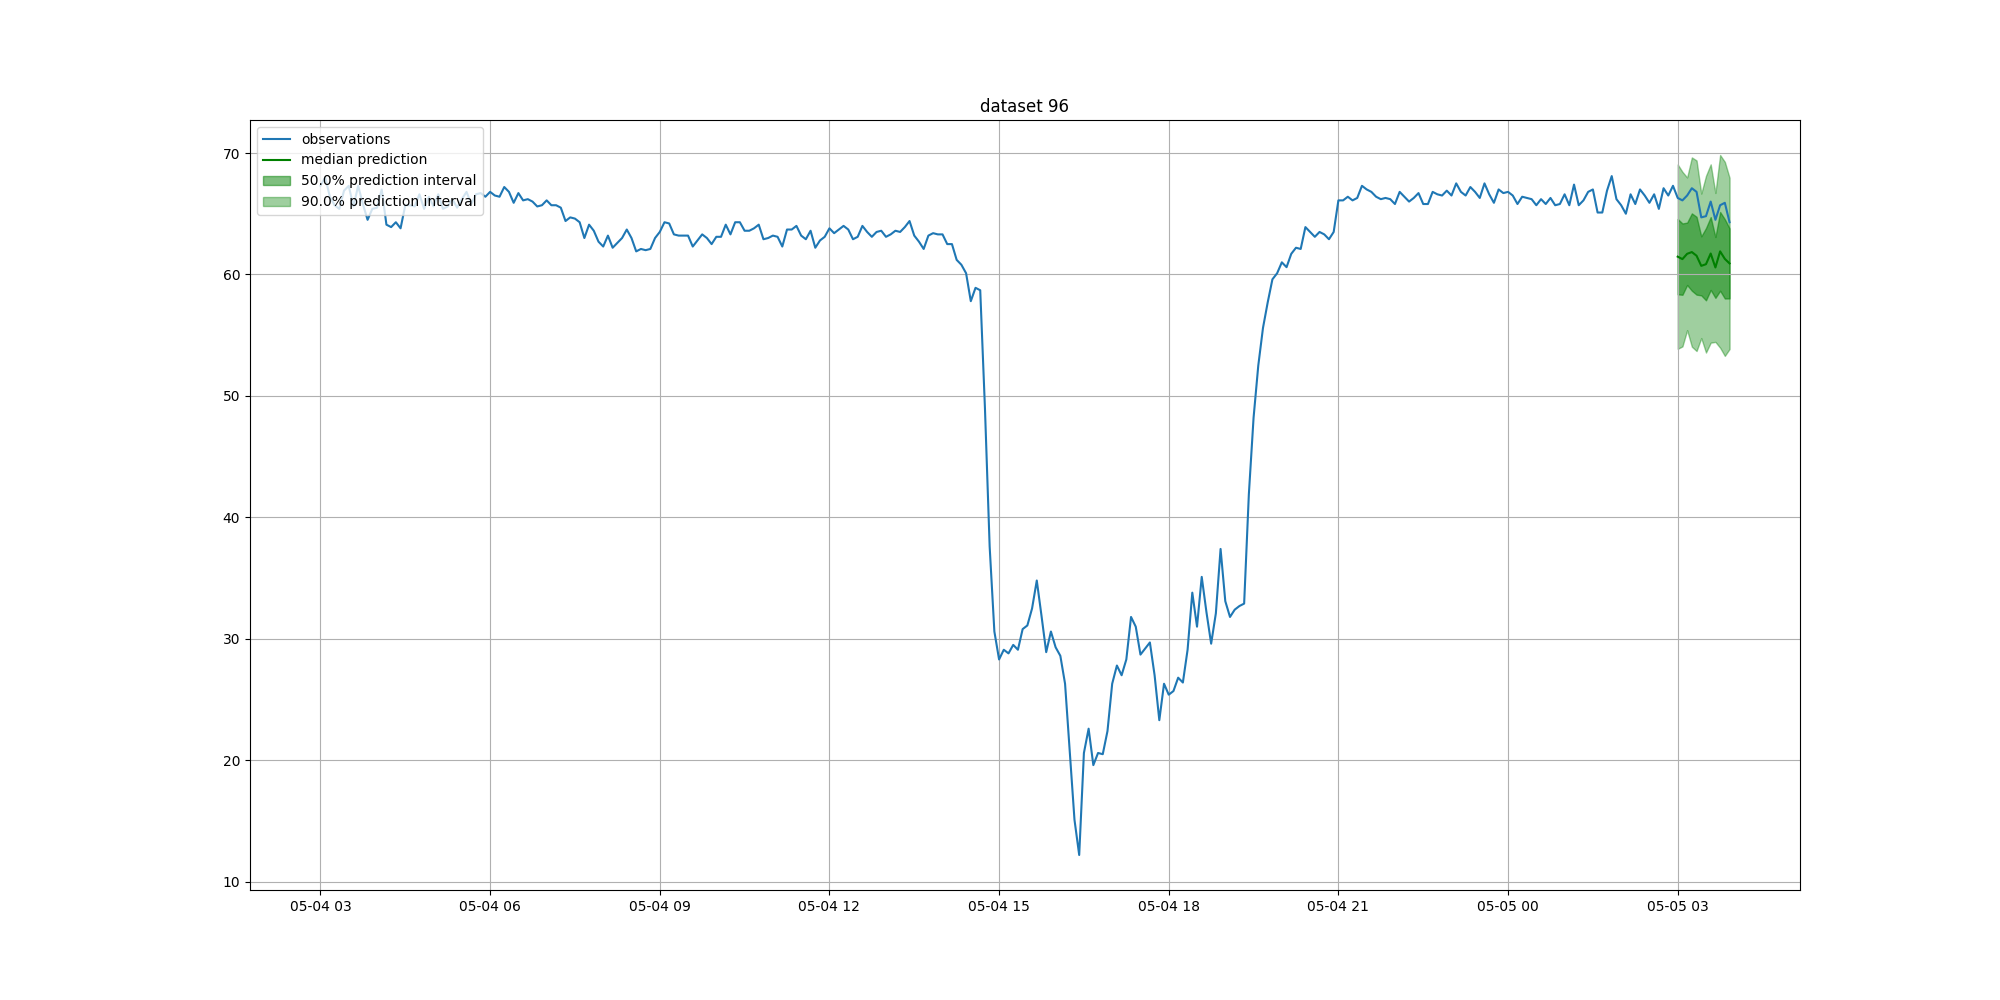 dataset 96
observations
median prediction
50.0% prediction interval
90.0% prediction interval
70
60
50
40
30
20
10
05-04 03 05-04 06 05-04 09 05-04 12 05-04 15 05-04 18 05-04 21 05-05 00 05-05 03